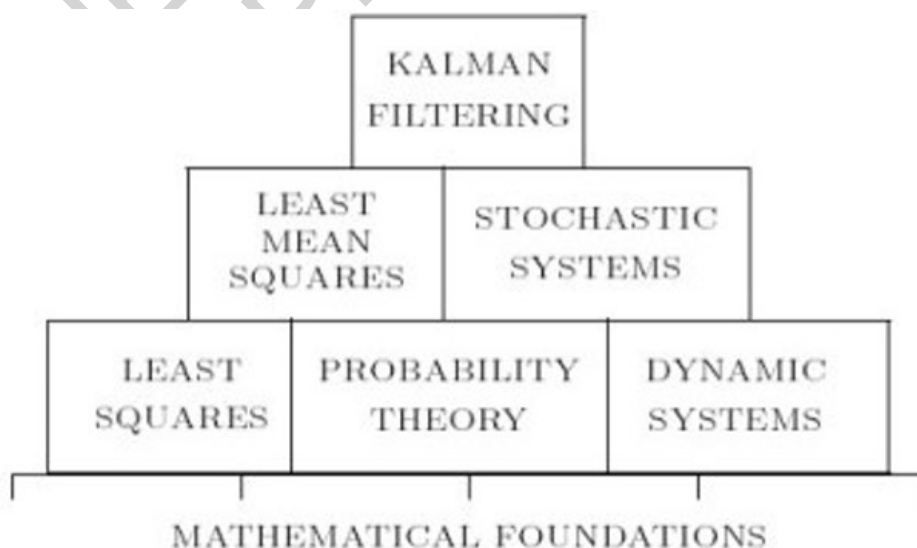 KALMAN
FILTERING
LEAST
MEAN
SQUARES
STOCHASTIC
SYSTEMS
LEAST
SQUARES
PROBABILITY
THEORY
DYNAMIC
SYSTEMS
MATHEMATICAL FOUNDATIONS